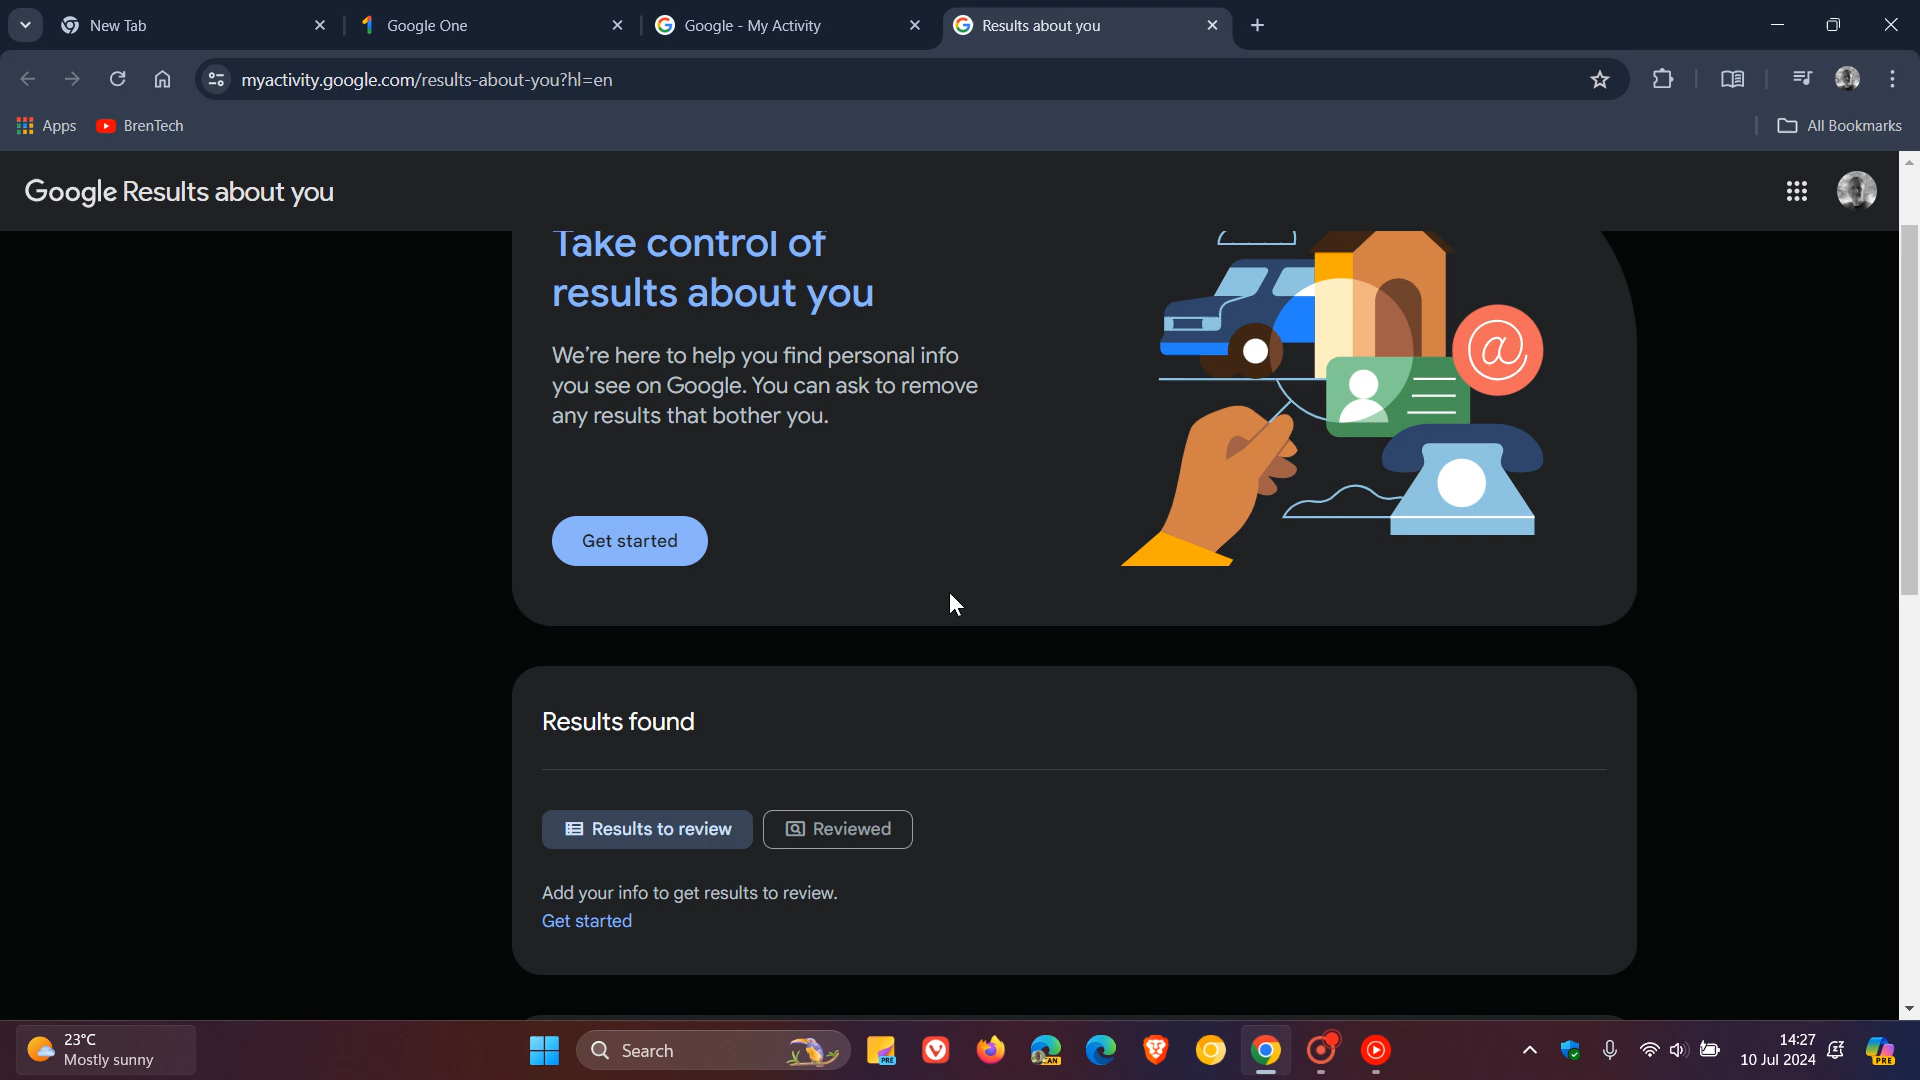 New Tab
Google One
Google - My Activity
Results about you
myactivity.google.com/results-about-you?hl=en
Apps
BrenTech
All Bookmarks
Google Results about you
Take control of
results about you
We're here to help you find personal info
you see on Google. You can ask to remove
any results that bother you.
@
Get started
Results found
Results to review
Reviewed
Add your info to get results to review.
Get started
23°C
Mostly sunny
Search
PRE
CAN
14:27
10 Jul 2024
PRE